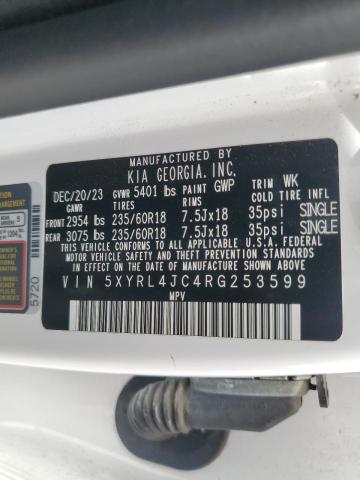 MANUFACTURED BY
KIA GEORGIA, INC.
DEC/20/23 GVWR 5401 lbs PAINT GWP TRIM WK
GAWR TIRES RIMS COLD TIRE INFL
FRONT 2954 lbs 235/60R18 7.5Jx18 35psi SINGLE
REAR 3075 lbs 235/60R18 7.5Jx18 35psi SINGLE
THIS VEHICLE CONFORMS TO ALL APPLICABLE FEDERAL
MOTOR VEHICLE SAFETY STANDARDS IN EFFECT ON THE
DATE OF MANUFACTURE SHOWN ABOVE.
VIN 5XYRL4JC4RG253599
MPV
5720